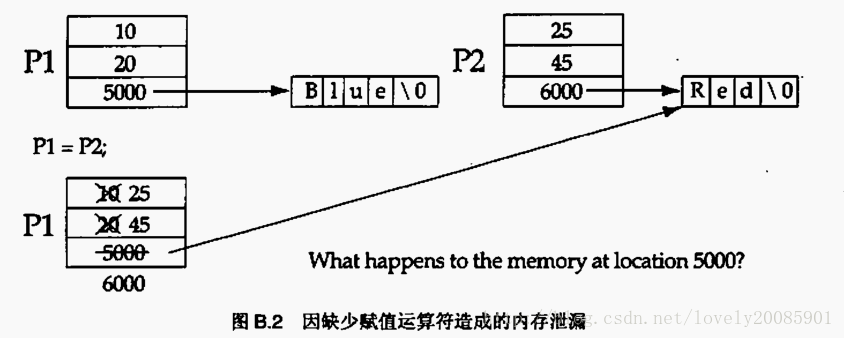 10
P1 20
5000
B l u e \0
25
P2 45
6000
R e d \0
P1 = P2;
10 25
P1 20 45
5000
6000
What happens to the memory at location 5000?
图 B.2 因缺少赋值运算符造成的内存泄漏
blog.csdn.net/lovely20085901